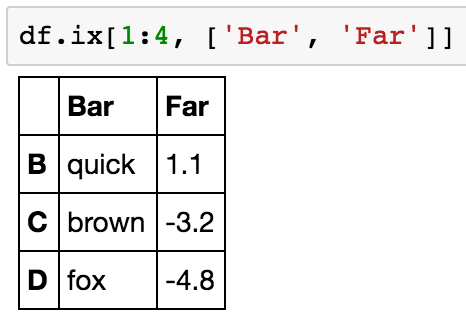 df.ix[1:4, ['Bar', 'Far']]
Bar Far
B quick 1.1
C brown -3.2
D fox -4.8